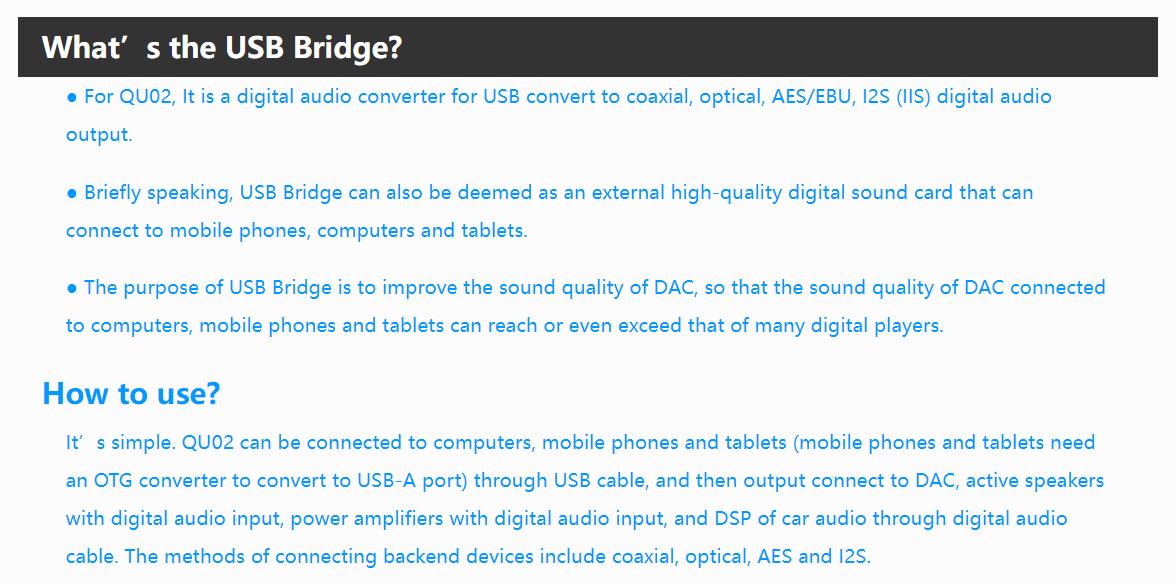 What’s the USB Bridge?
● For QU02, It is a digital audio converter for USB convert to coaxial, optical, AES/EBU, I2S (IIS) digital audio
output.
● Briefly speaking, USB Bridge can also be deemed as an external high-quality digital sound card that can
connect to mobile phones, computers and tablets.
● The purpose of USB Bridge is to improve the sound quality of DAC, so that the sound quality of DAC connected
to computers, mobile phones and tablets can reach or even exceed that of many digital players.
How to use?
It’s simple. QU02 can be connected to computers, mobile phones and tablets (mobile phones and tablets need
an OTG converter to convert to USB-A port) through USB cable, and then output connect to DAC, active speakers
with digital audio input, power amplifiers with digital audio input, and DSP of car audio through digital audio
cable. The methods of connecting backend devices include coaxial, optical, AES and I2S.